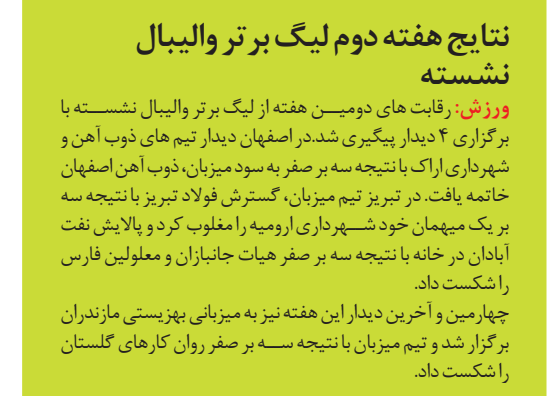 نتایج هفته دوم لیگ برتر والیبال
نشسته
ورزش: رقابت های دومیــن هفته از لیگ برتر والیبال نشســته با
برگزاری ۴ دیدار پیگیری شد.در اصفهان دیدار تیم های ذوب آهن و
شهرداری اراک با نتیجه سه بر صفر به سود میزبان، ذوب آهن اصفهان
خاتمه یافت. در تبریز تیم میزبان، گسترش فولاد تبریز با نتیجه سه
بر یک میهمان خود شــهرداری ارومیه را مغلوب کرد و پالایش نفت
آبادان در خانه با نتیجه سه بر صفر هیات جانبازان و معلولین فارس
را شکست داد.
چهارمین و آخرین دیدار این هفته نیز به میزبانی بهزیستی مازندران
برگزار شد و تیم میزبان با نتیجه ســه بر صفر روان کارهای گلستان
را شکست داد.